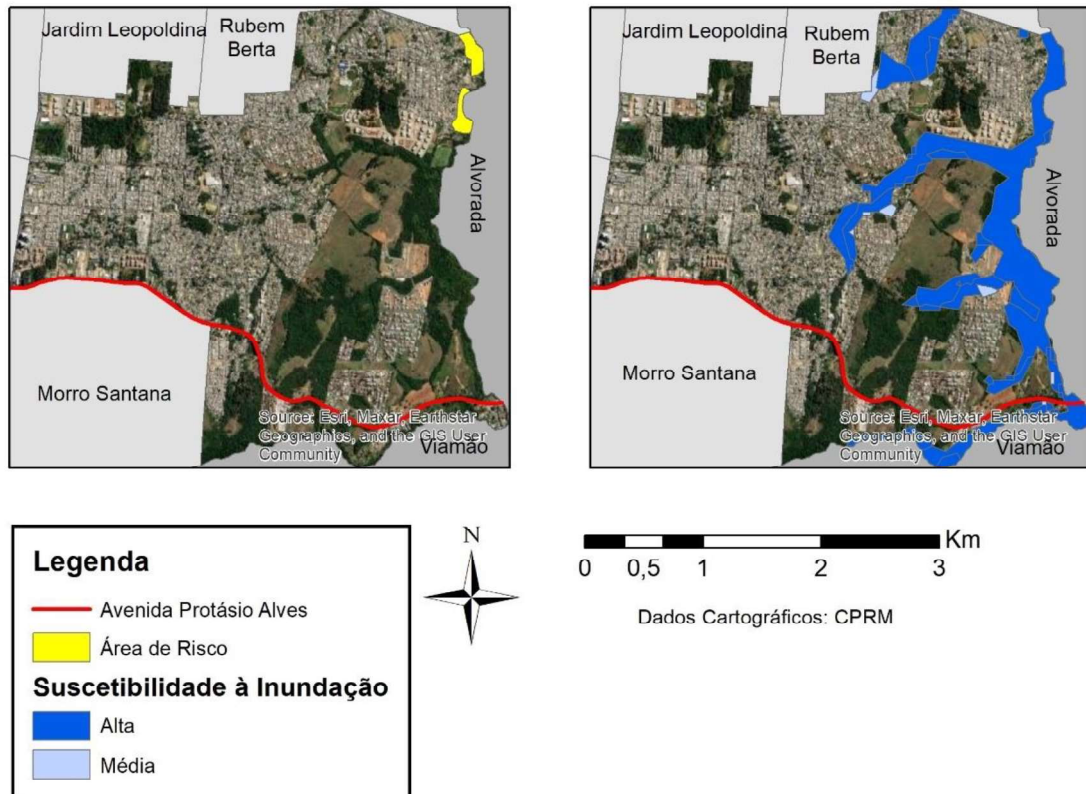 Jardim Leopoldina
Rubem
Berta
Alvorada
Morro Santana
Source: Esri, Maxar, Earthstar
Geographics, and the GIS User
Community
Viamão
Jardim Leopoldina
Rubem
Berta
Alvorada
Morro Santana
Source: Esri, Maxar, Earthstar
Geographics, and the GIS User
Community
Viamão
Legenda
Avenida Protásio Alves
Área de Risco
Suscetibilidade à Inundação
Alta
Média
N
Km
0 0,5 1 2 3
Dados Cartográficos: CPRM